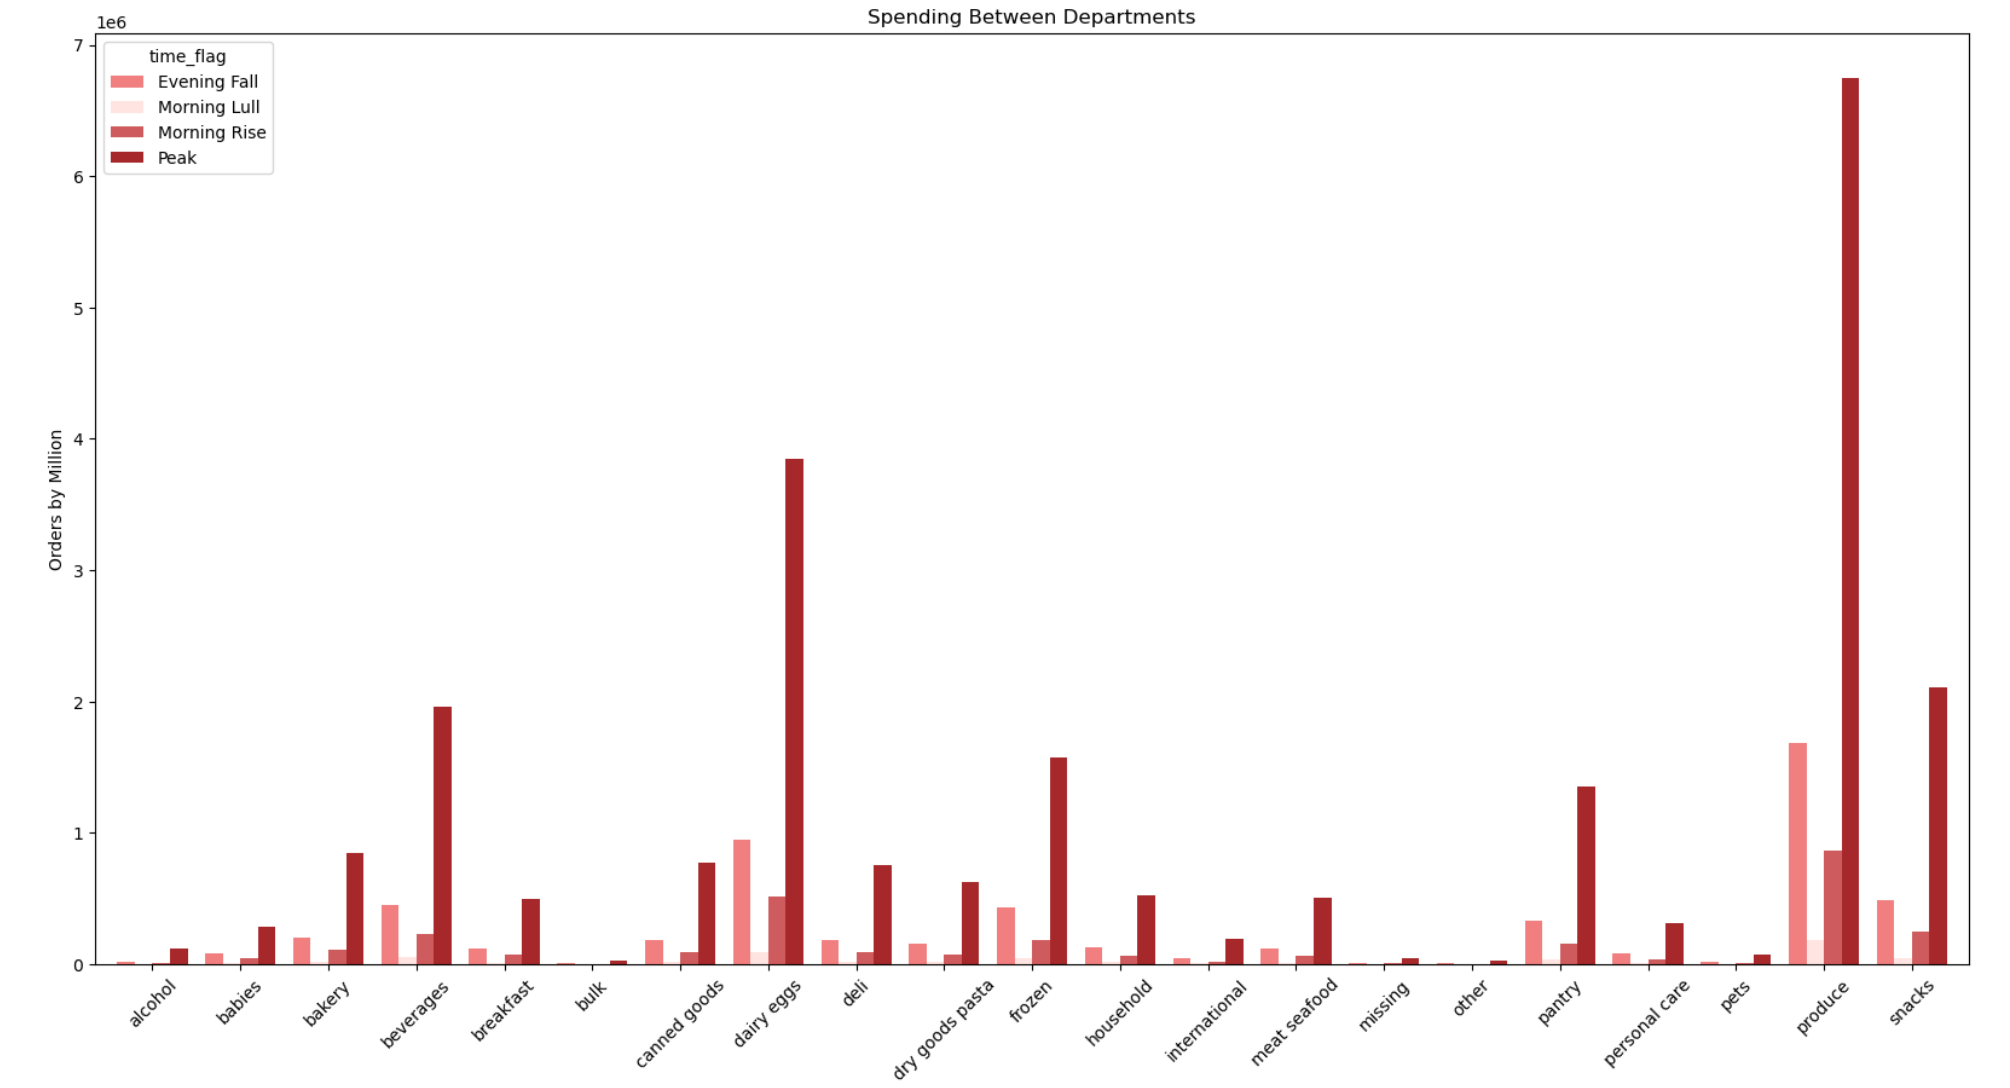 Spending Between Departments
1e6
time_flag
Evening Fall
Morning Lull
Morning Rise
Peak
7
6
5
4
3
2
1
0
Orders by Million
alcohol
babies
bakery
beverages
breakfast
bulk
canned goods
dairy eggs
deli
dry goods pasta
frozen
household
international
meat seafood
missing
other
pantry
personal care
pets
produce
snacks